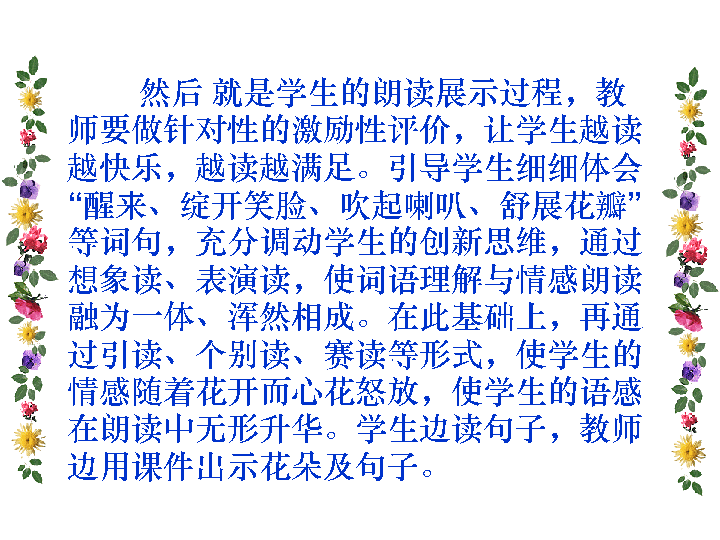 然后 就是学生的朗读展示过程，教
师要做针对性的激励性评价，让学生越读
越快乐，越读越满足。引导学生细细体会
“醒来、绽开笑脸、吹起喇叭、舒展花瓣”
等词句，充分调动学生的创新思维，通过
想象读、表演读，使词语理解与情感朗读
融为一体、浑然相成。在此基础上，再通
过引读、个别读、赛读等形式，使学生的
情感随着花开而心花怒放，使学生的语感
在朗读中无形升华。学生边读句子，教师
边用课件出示花朵及句子。